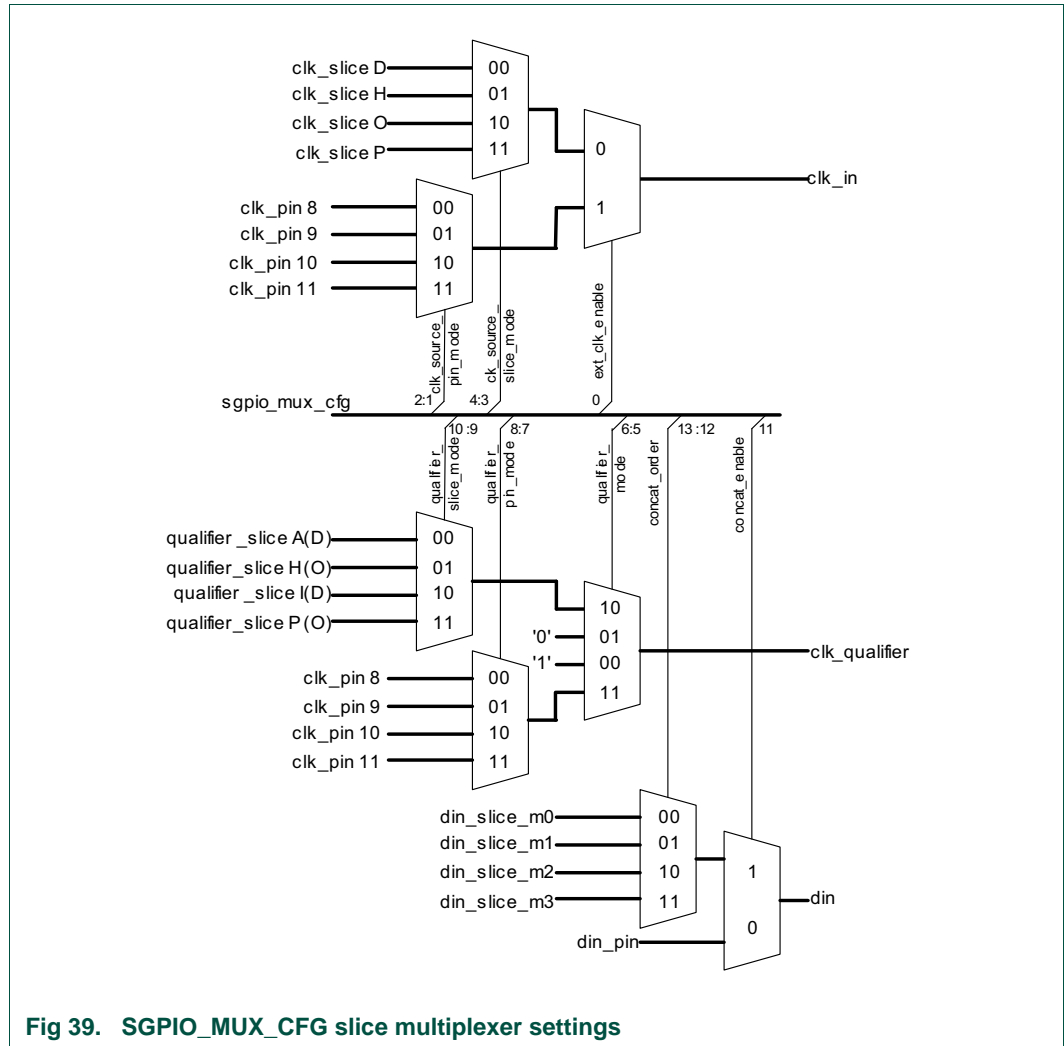 clk_slice D
clk_slice H
clk_slice O
clk_slice P
00
01
10
11
0
1
clk_in
clk_pin 8
clk_pin 9
clk_pin 10
clk_pin 11
00
01
10
11
clk_source_
pin_mode
ck_source_
slice_mode
ext_clk_enable
sgpio_mux_cfg
2:1
4:3
0
10:9
8:7
6:5
13:12
11
qualifier_
slice_mode
qualifier_
pin_mode
qualifier_
mode
concat_order
concat_enable
qualifier_slice A(D)
qualifier_slice H(O)
qualifier_slice I(D)
qualifier_slice P(O)
00
01
10
11
'0'
'1'
10
01
00
11
clk_qualifier
clk_pin 8
clk_pin 9
clk_pin 10
clk_pin 11
00
01
10
11
din_slice_m0
din_slice_m1
din_slice_m2
din_slice_m3
00
01
10
11
1
0
din
din_pin
Fig 39. SGPIO_MUX_CFG slice multiplexer settings